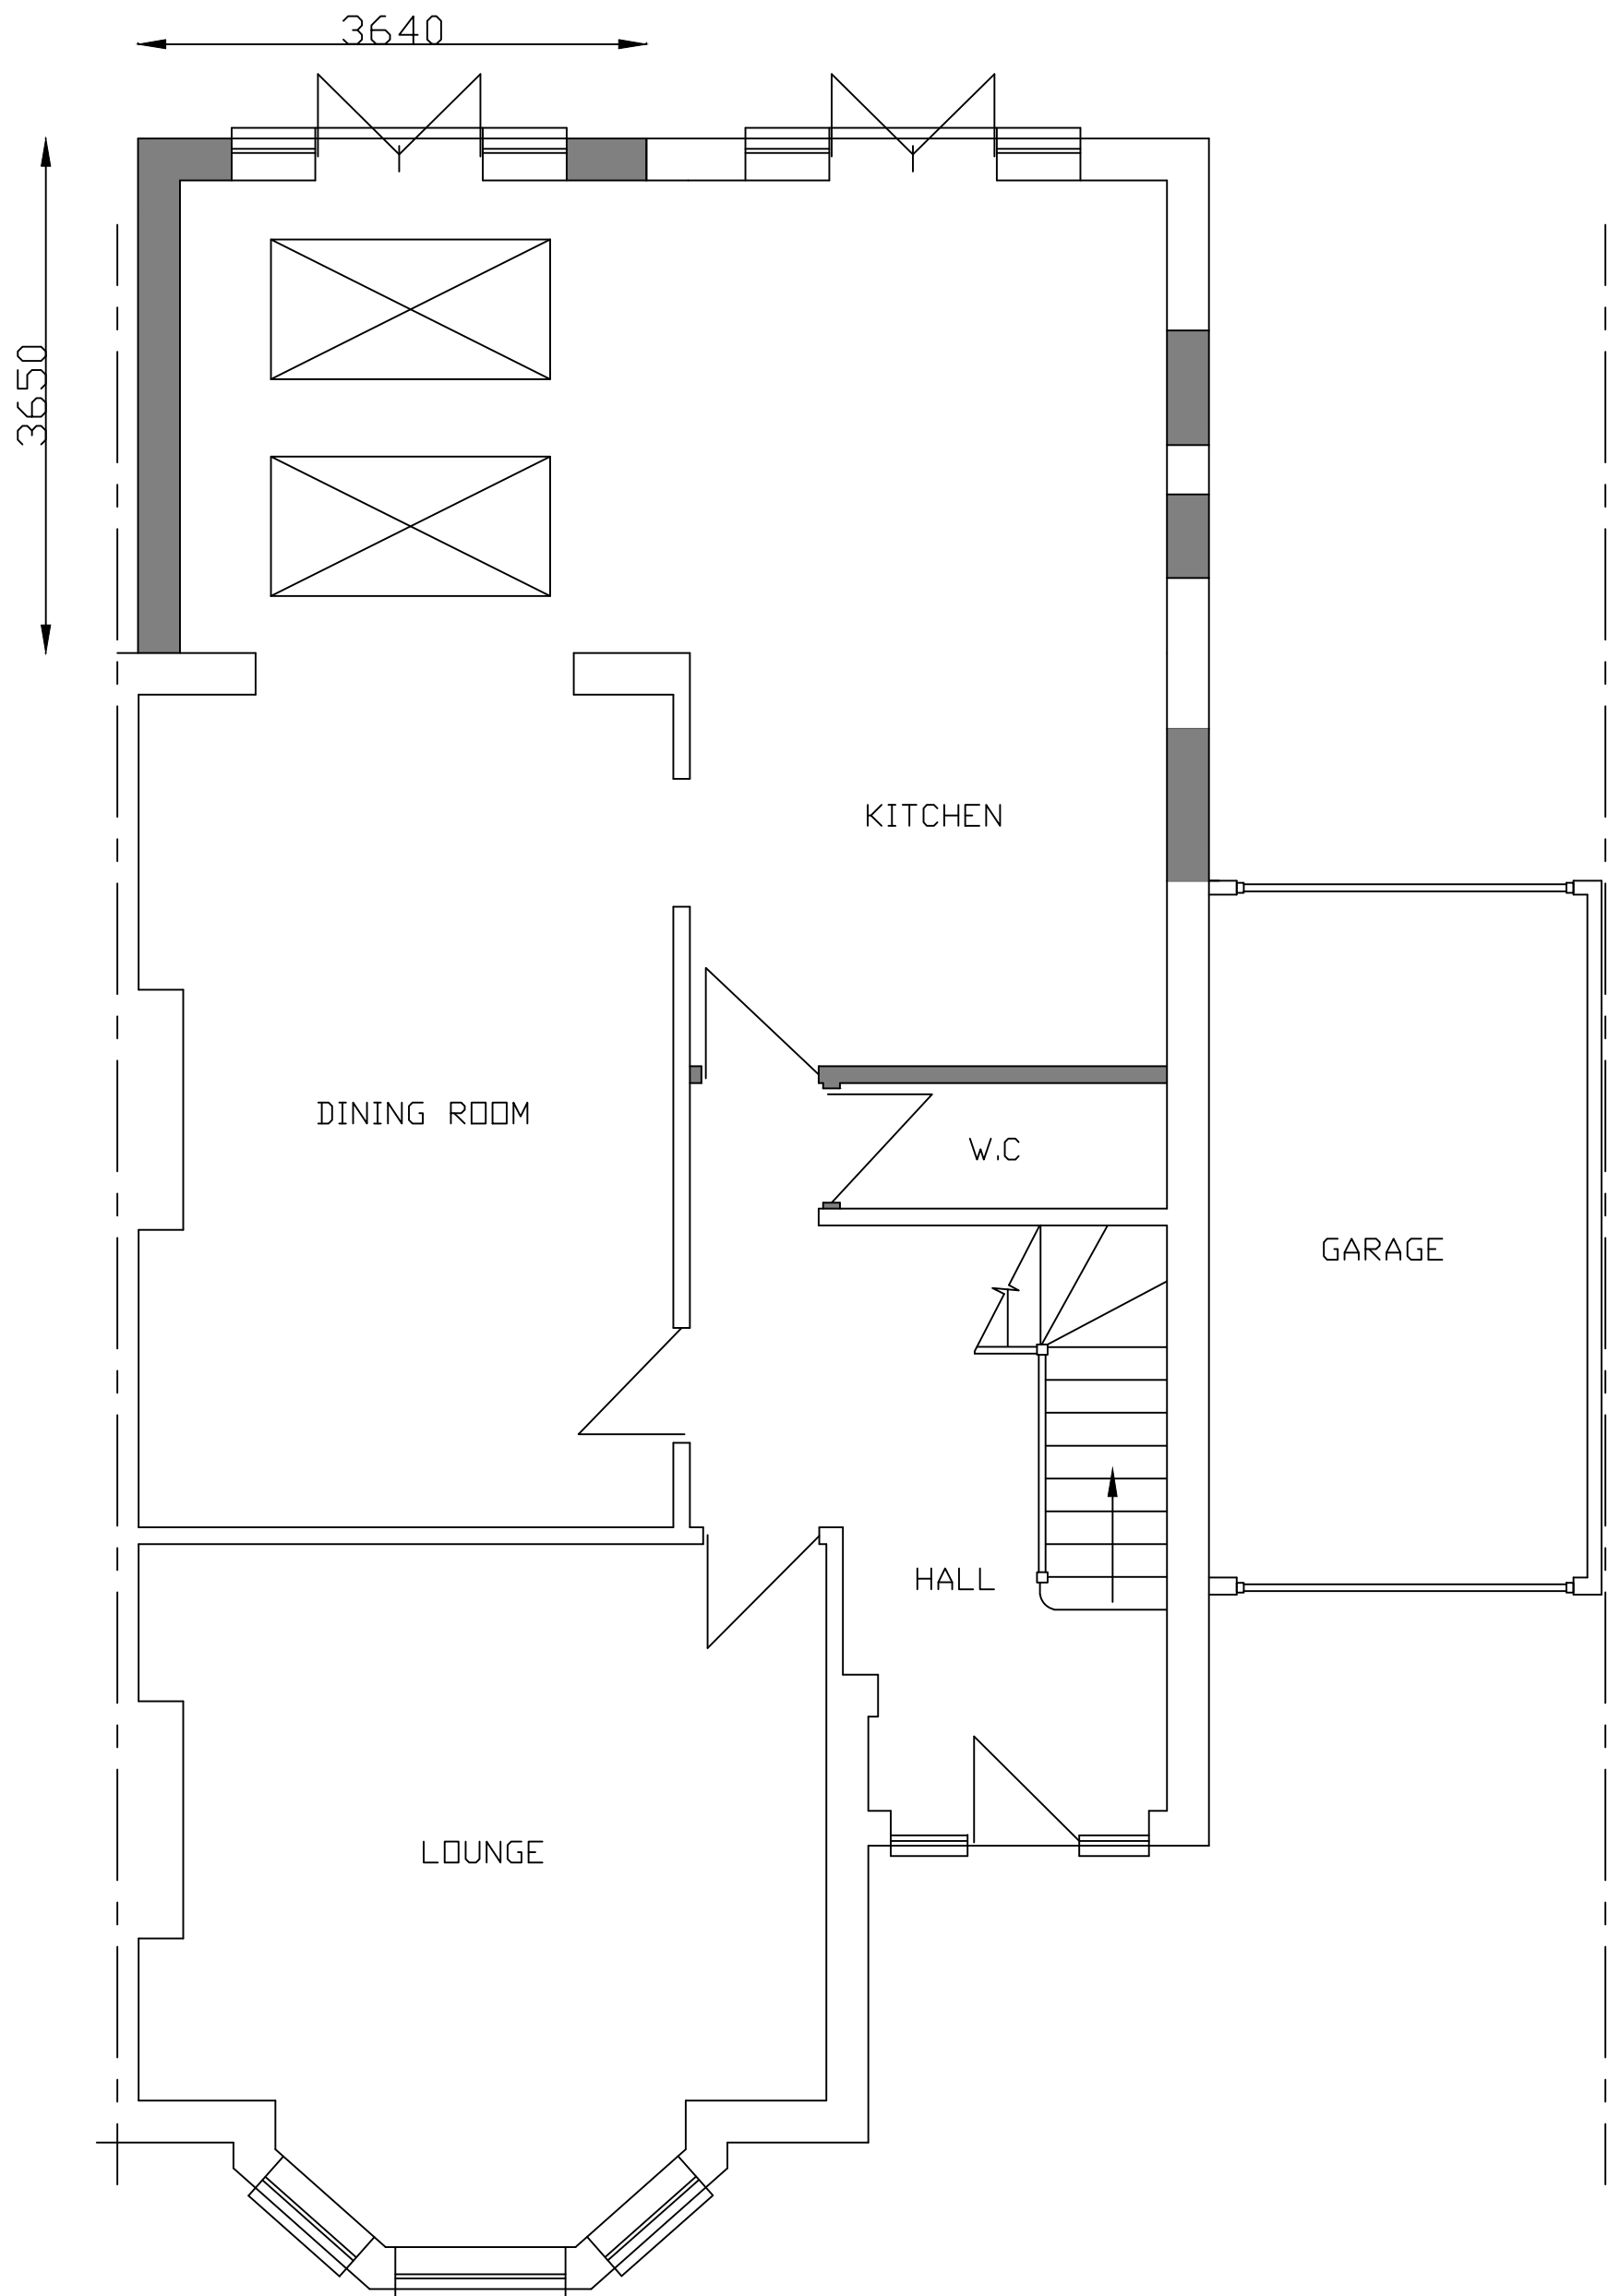 3640
3650
KITCHEN
DINING ROOM
W.C
GARAGE
HALL
LOUNGE